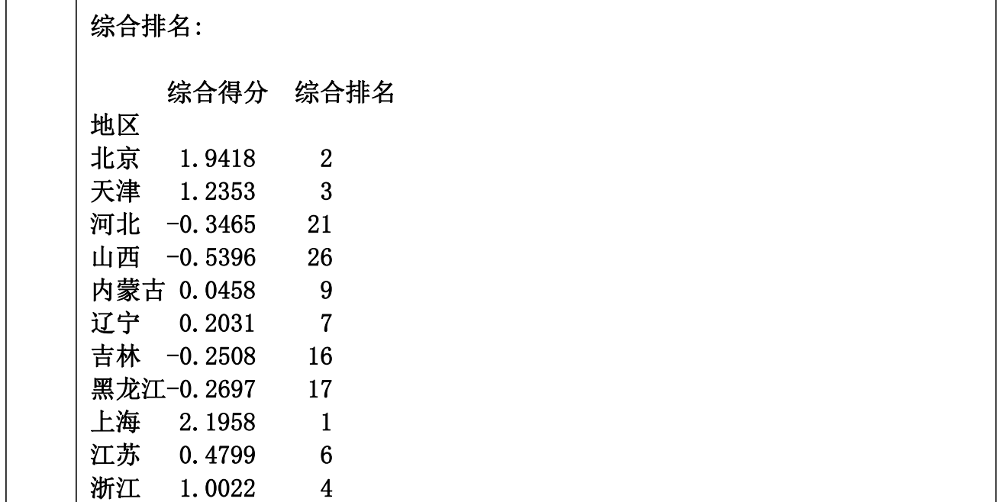 综合排名:
综合得分 综合排名
地区
北京 1.9418 2
天津 1.2353 3
河北 -0.3465 21
山西 -0.5396 26
内蒙古 0.0458 9
辽宁 0.2031 7
吉林 -0.2508 16
黑龙江-0.2697 17
上海 2.1958 1
江苏 0.4799 6
浙江 1.0022 4